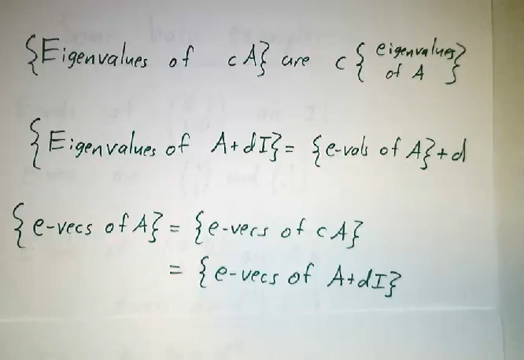 {Eigenvalues of cA} are c{eigenvalues of A}
{Eigenvalues of A+dI} = {e-vals of A}+d
{e-vecs of A} = {e-vecs of cA}
= {e-vecs of A+dI}